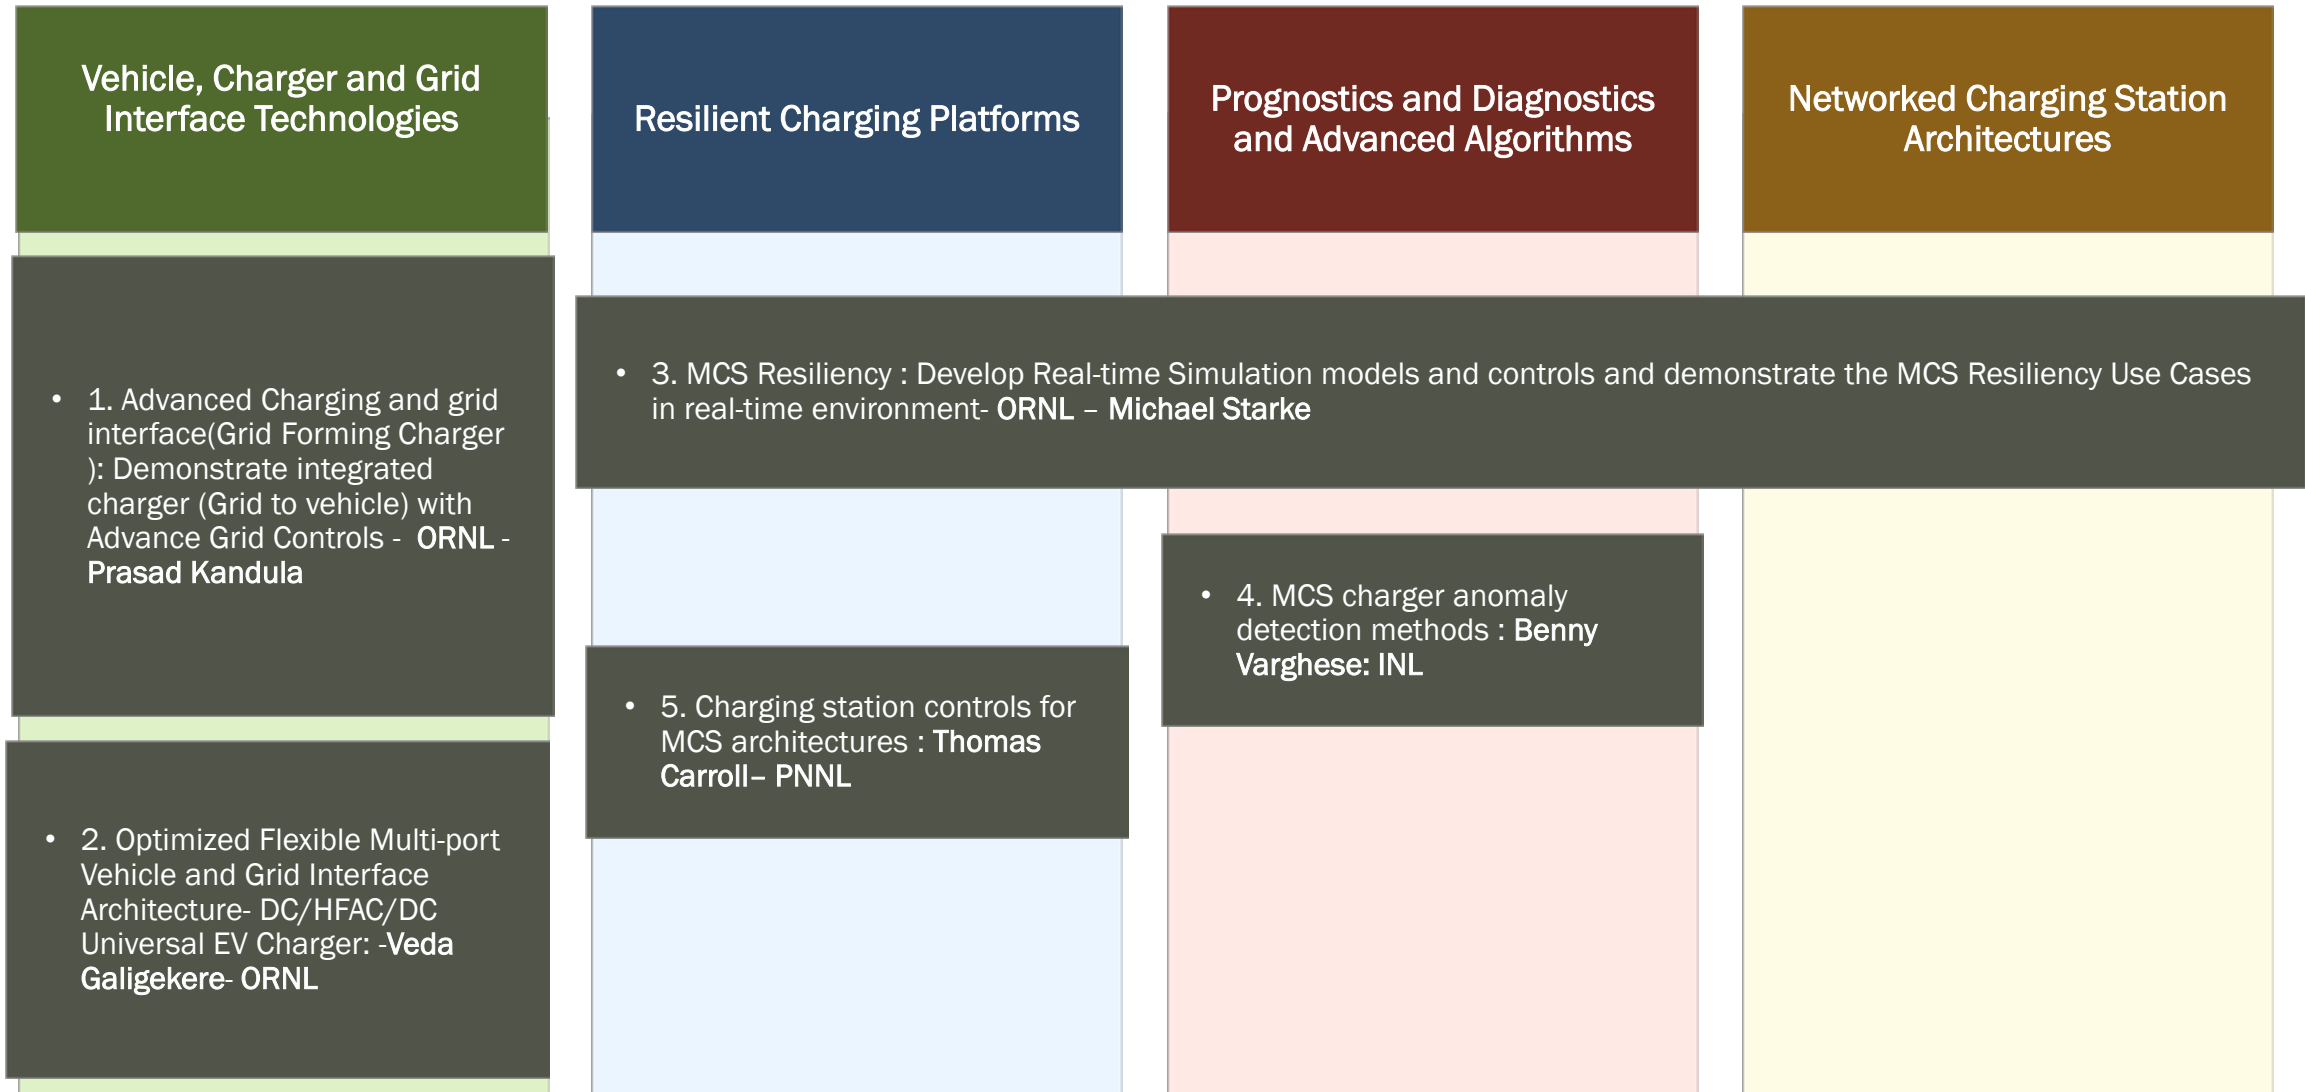 Vehicle, Charger and Grid
Interface Technologies
Resilient Charging Platforms
Prognostics and Diagnostics
and Advanced Algorithms
Networked Charging Station
Architectures
• 1. Advanced Charging and grid
interface(Grid Forming Charger
): Demonstrate integrated
charger (Grid to vehicle) with
Advance Grid Controls - ORNL -
Prasad Kandula
• 2. Optimized Flexible Multi-port
Vehicle and Grid Interface
Architecture- DC/HFAC/DC
Universal EV Charger: -Veda
Galigekere- ORNL
• 3. MCS Resiliency : Develop Real-time Simulation models and controls and demonstrate the MCS Resiliency Use Cases
in real-time environment- ORNL – Michael Starke
• 4. MCS charger anomaly
detection methods : Benny
Varghese: INL
• 5. Charging station controls for
MCS architectures : Thomas
Carroll– PNNL